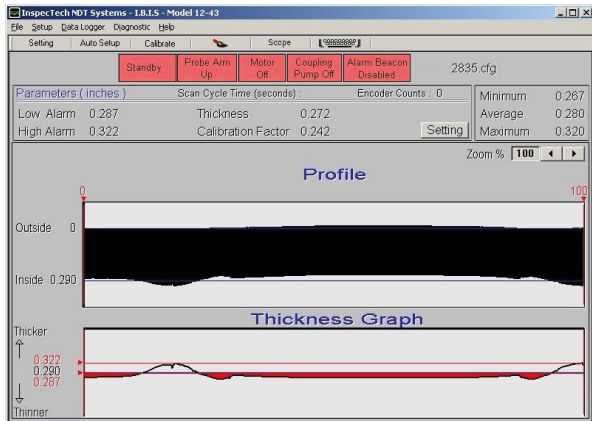 InspecTech NDT Systems - I.B.I.S - Model 12-43
File Setup Data Logger Djagnostic Help
Setting Auto Setup Calibrate Scope
Standby Probe Arm Up Motor Off Coupling Pump Off Alarm Beacon Disabled 2835.cfg
Parameters ( inches ) Scan Cycle Time (seconds) : Encoder Counts : 0
Low Alarm 0.287 Thickness 0.272
High Alarm 0.322 Calibration Factor 0.242 Setting
Minimum 0.267
Average 0.280
Maximum 0.320
Zoom % 100
Profile
0 100
Outside 0
Inside 0.290
Thickness Graph
Thicker
0.322
0.290
0.287
Thinner